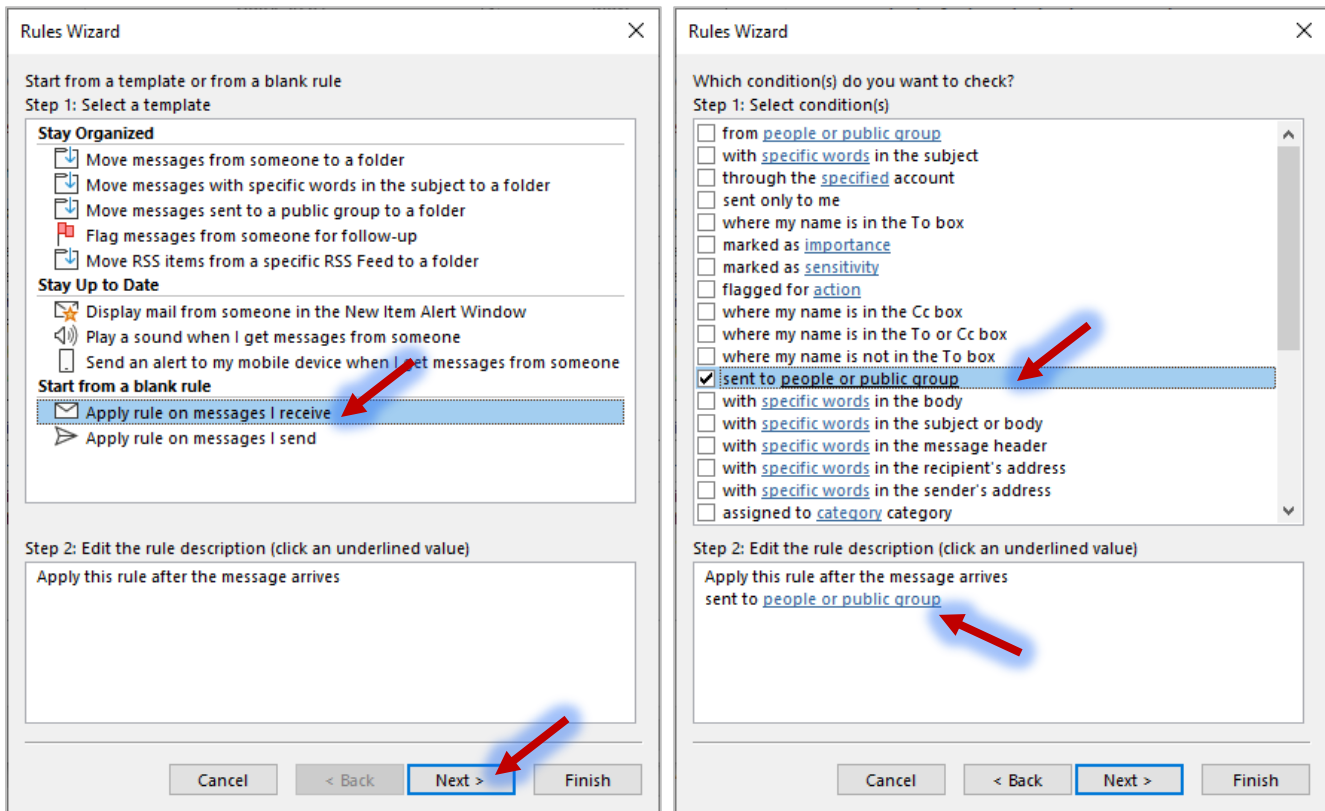 Rules Wizard
Start from a template or from a blank rule
Step 1: Select a template
Stay Organized
Move messages from someone to a folder
Move messages with specific words in the subject to a folder
Move messages sent to a public group to a folder
Flag messages from someone for follow-up
Move RSS items from a specific RSS Feed to a folder
Stay Up to Date
Display mail from someone in the New Item Alert Window
Play a sound when I get messages from someone
Send an alert to my mobile device when I get messages from someone
Start from a blank rule
Apply rule on messages I receive
Apply rule on messages I send
Step 2: Edit the rule description (click an underlined value)
Apply this rule after the message arrives
Cancel < Back Next > Finish
Rules Wizard
Which condition(s) do you want to check?
Step 1: Select condition(s)
from people or public group
with specific words in the subject
through the specified account
sent only to me
where my name is in the To box
marked as importance
marked as sensitivity
flagged for action
where my name is in the Cc box
where my name is in the To or Cc box
where my name is not in the To box
sent to people or public group
with specific words in the body
with specific words in the subject or body
with specific words in the message header
with specific words in the recipient's address
with specific words in the sender's address
assigned to category category
Step 2: Edit the rule description (click an underlined value)
Apply this rule after the message arrives
sent to people or public group
Cancel < Back Next > Finish